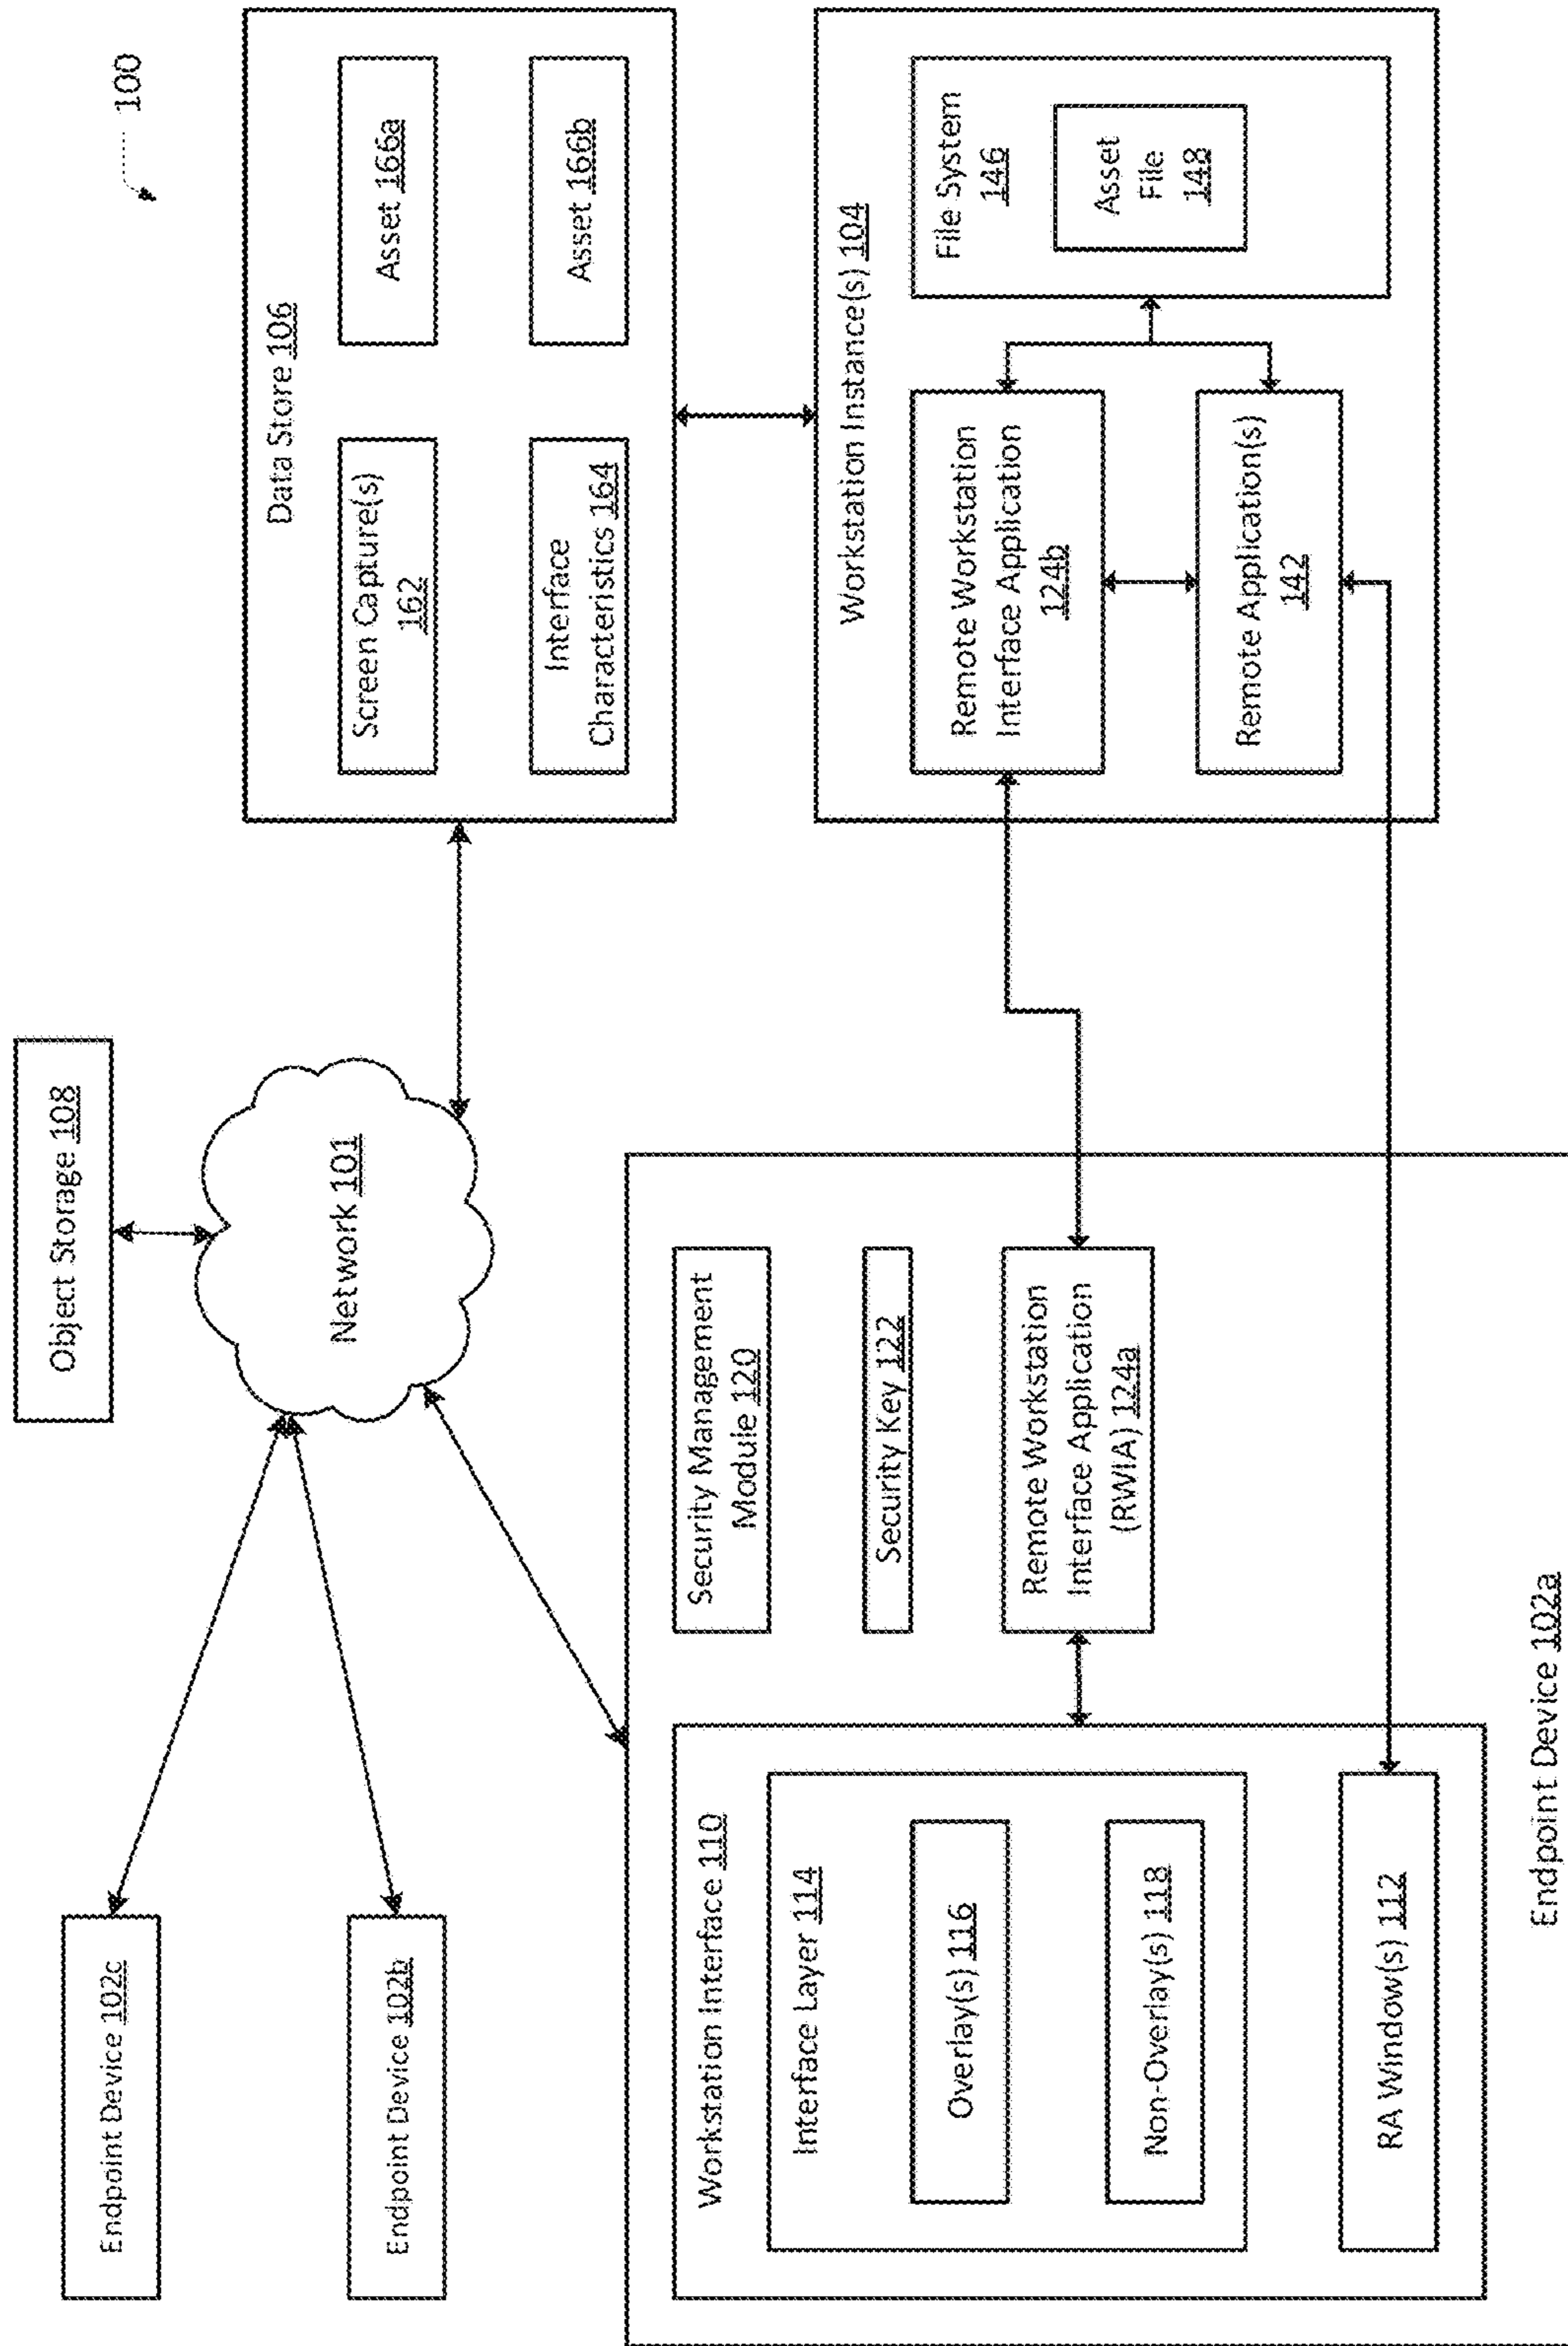 100
Object Storage 108
Network 101
Endpoint Device 102c
Endpoint Device 102b
Data Store 106
Screen Capture(s)
162
Asset 166a
Interface
Characteristics 164
Asset 166b
Workstation Interface 110
Interface Layer 114
Overlay(s) 116
Non-Overlay(s) 118
RA Window(s) 112
Security Management
Module 120
Security Key 122
Remote Workstation
Interface Application
(RWIA) 124a
Endpoint Device 102a
Workstation Instance(s) 104
Remote Workstation
Interface Application
124b
Remote Application(s)
142
File System
146
Asset
File
148